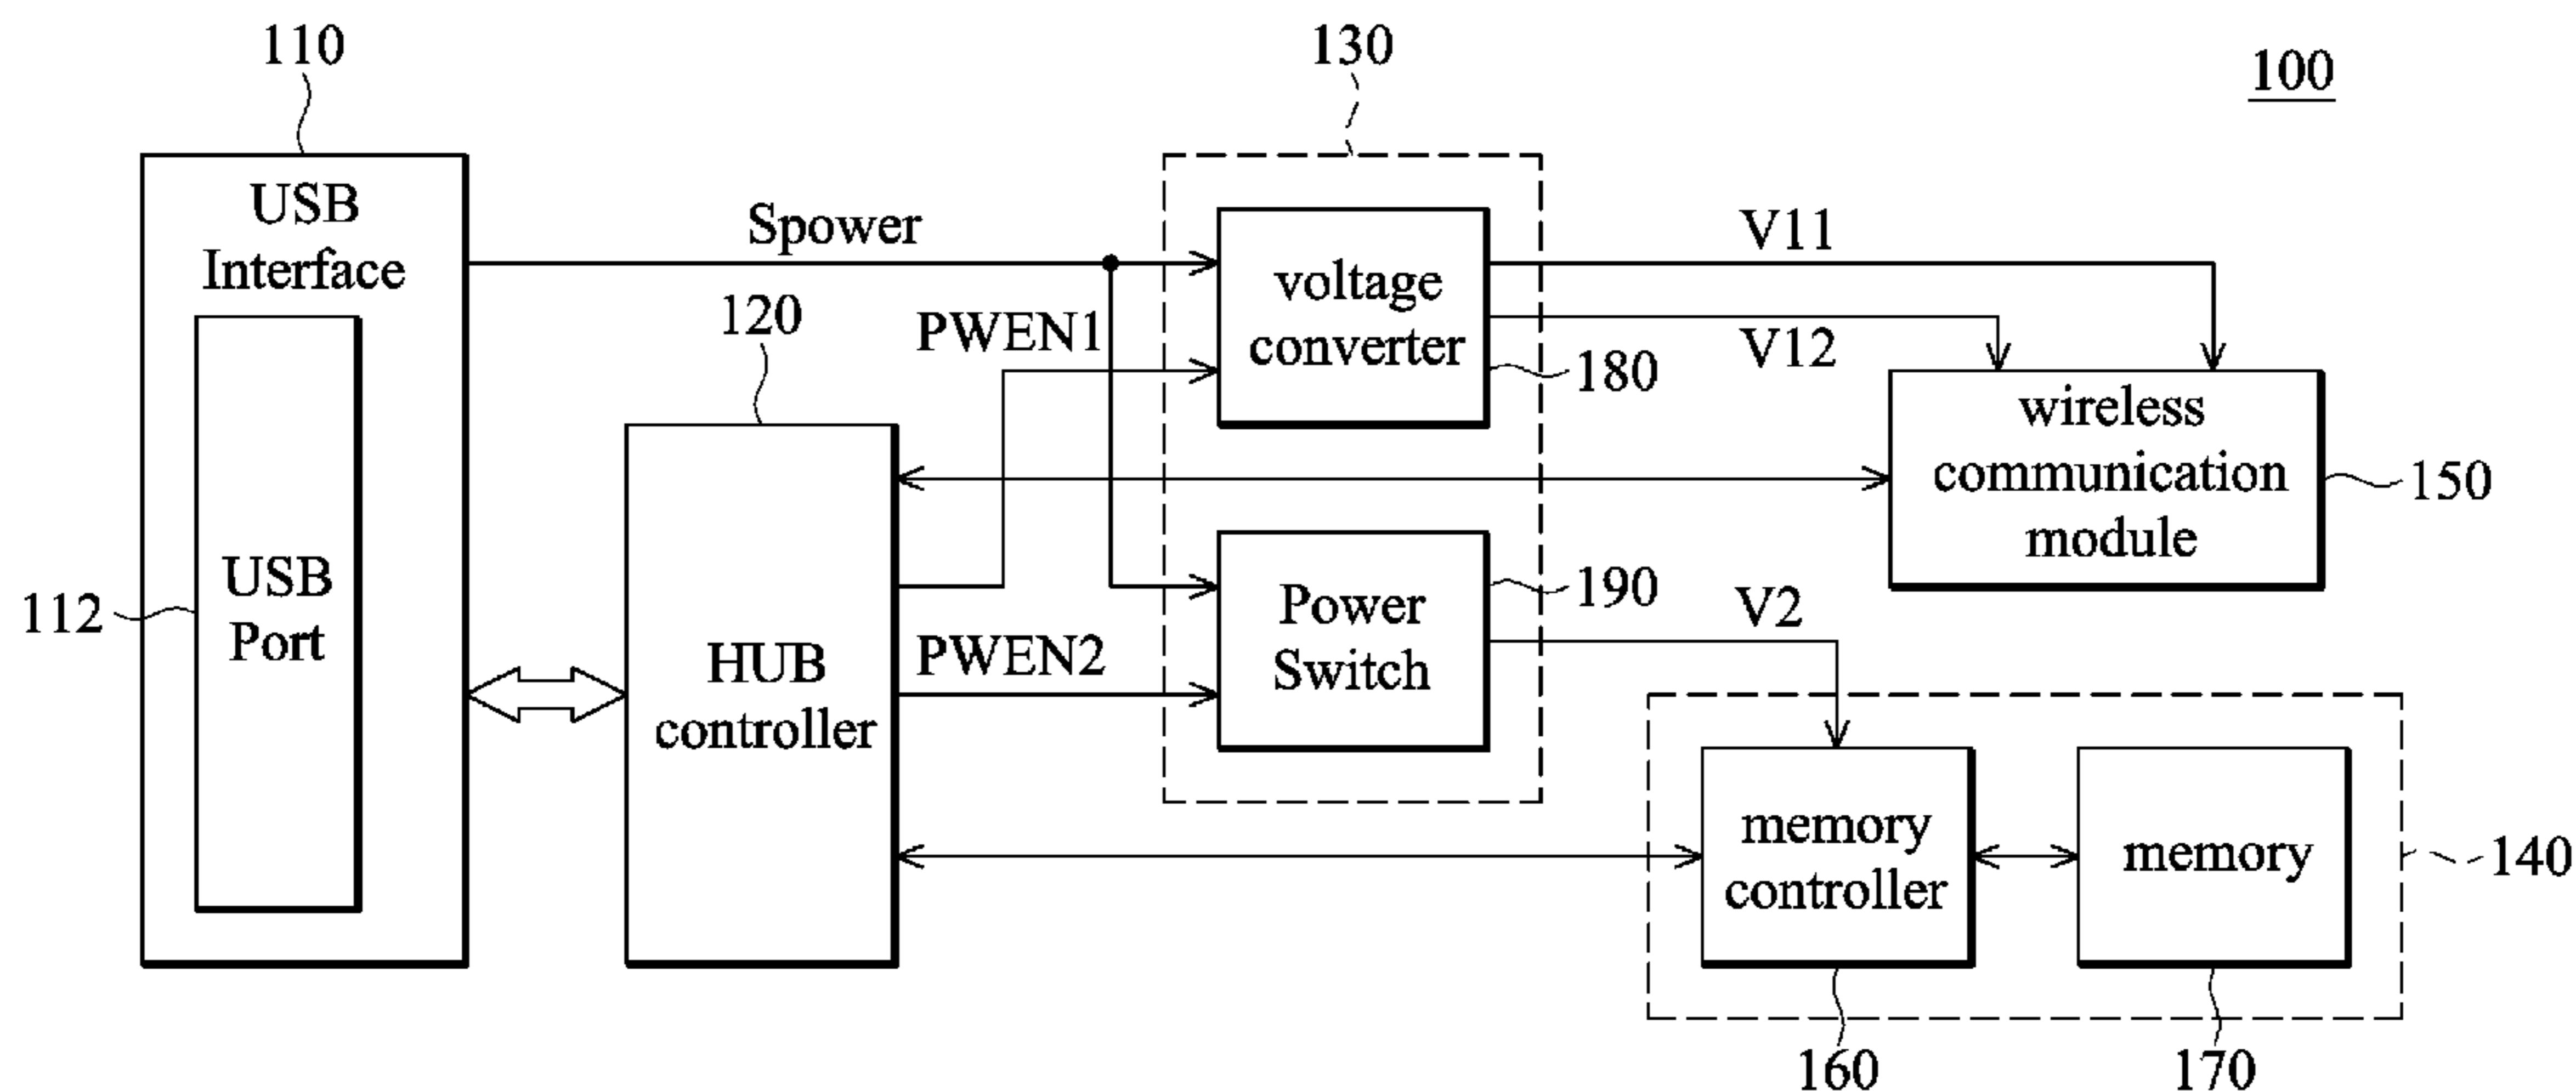 110
130
100
USB
Interface
Spower
V11
voltage
converter
120
PWEN1
V12
180
wireless
communication
module
150
USB
Port
112
Power
Switch
190
V2
HUB
controller
PWEN2
memory
controller
memory
140
160
170